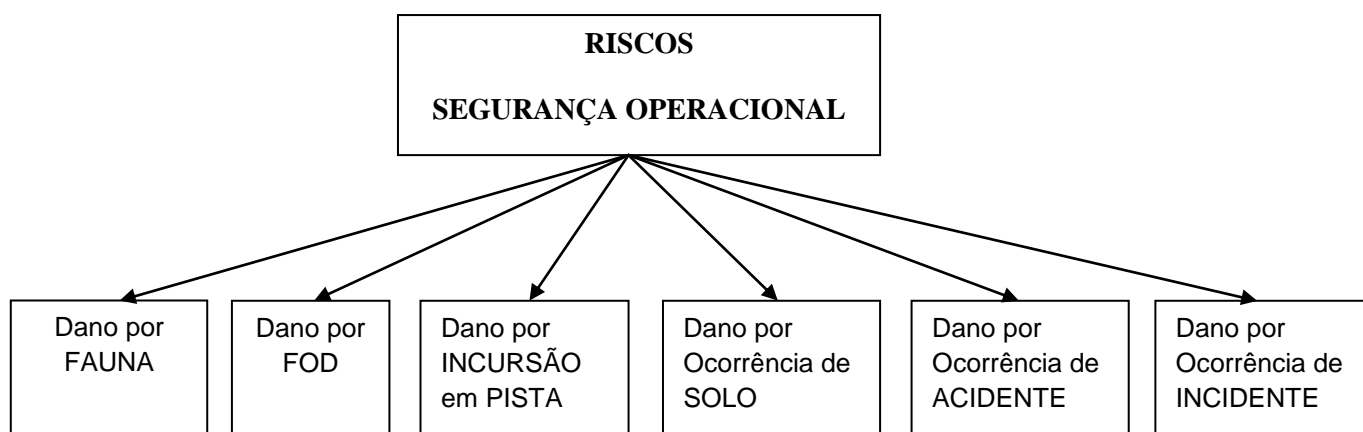 RISCOS
SEGURANÇA OPERACIONAL
Dano por
FAUNA
Dano por
FOD
Dano por
INCURSÃO
em PISTA
Dano por
Ocorrência de
SOLO
Dano por
Ocorrência de
ACIDENTE
Dano por
Ocorrência de
INCIDENTE